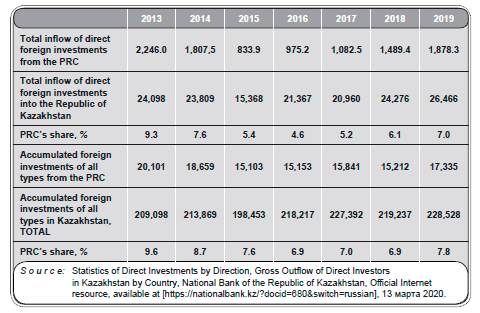 2013 2014 2015 2016 2017 2018 2019
Total inflow of direct
foreign investments
from the PRC
2,246.0 1,807,5 833.9 975.2 1,082.5 1,489.4 1,878.3
Total inflow of direct
foreign investments
into the Republic of
Kazakhstan
24,098 23,809 15,368 21,367 20,960 24,276 26,466
PRC's share, % 9.3 7.6 5.4 4.6 5.2 6.1 7.0
Accumulated foreign
investments of all
types from the PRC
20,101 18,659 15,103 15,153 15,841 15,212 17,335
Accumulated foreign
investments of all
types in Kazakhstan,
TOTAL
209,098 213,869 198,453 218,217 227,392 219,237 228,528
PRC's share, % 9.6 8.7 7.6 6.9 7.0 6.9 7.8
Source: Statistics of Direct Investments by Direction, Gross Outflow of Direct Investors
in Kazakhstan by Country, National Bank of the Republic of Kazakhstan, Official Internet
resource, available at [https://nationalbank.kz/?docid=680&switch=russian], 13 марта 2020.